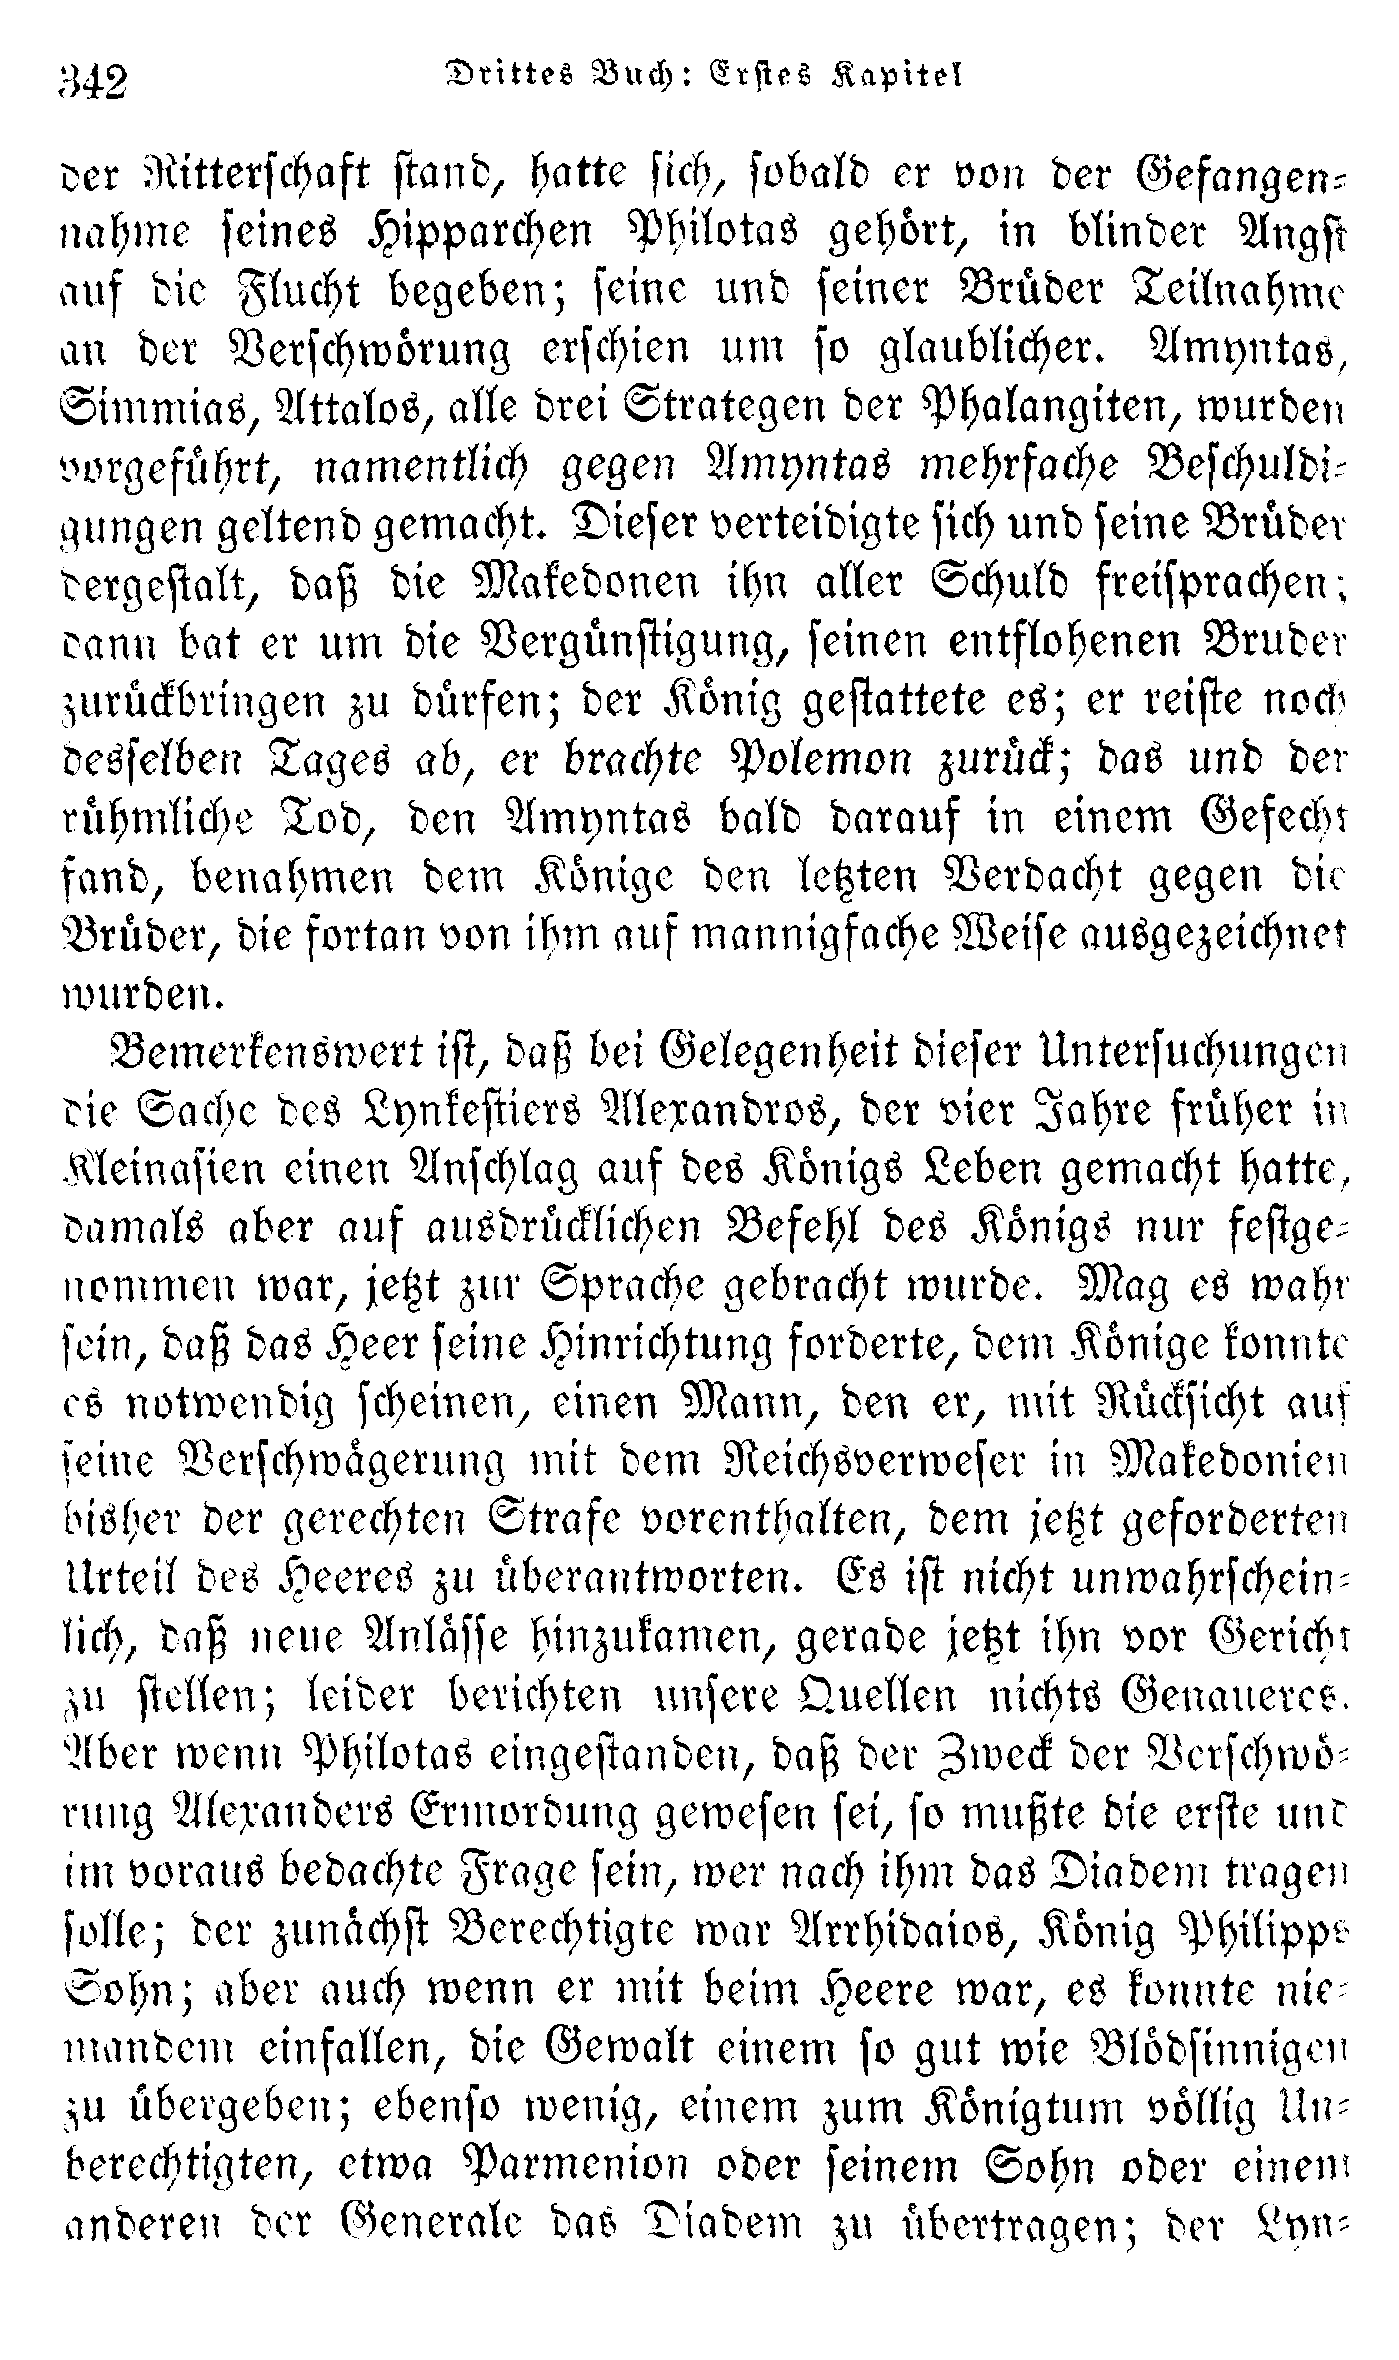 342
Drittes Buch: Erstes Kapitel
der Ritterschaft stand, hatte sich, sobald er von der Gefangen-
nahme seines Hipparchen Philotas gehört, in blinder Angst
auf die Flucht begeben; seine und seiner Brüder Teilnahme
an der Verschwörung erschien um so glaublicher. Amyntas,
Simmias, Attalos, alle drei Strategen der Phalangiten, wurden
vorgeführt, namentlich gegen Amyntas mehrfache Beschuldi-
gungen geltend gemacht. Dieser verteidigte sich und seine Brüder
dergestalt, daß die Makedonen ihn aller Schuld freisprachen;
dann bat er um die Vergünstigung, seinen entflohenen Bruder
zurückbringen zu dürfen; der König gestattete es; er reiste noch
desselben Tages ab, er brachte Polemon zurück; das und der
rühmliche Tod, den Amyntas bald darauf in einem Gefecht
fand, benahmen dem Könige den letzten Verdacht gegen die
Brüder, die fortan von ihm auf mannigfache Weise ausgezeichnet
wurden.
Bemerkenswert ist, daß bei Gelegenheit dieser Untersuchungen
die Sache des Lynkestiers Alexandros, der vier Jahre früher in
Kleinasien einen Anschlag auf des Königs Leben gemacht hatte,
damals aber auf ausdrücklichen Befehl des Königs nur festge-
nommen war, jetzt zur Sprache gebracht wurde. Mag es wahr
sein, daß das Heer seine Hinrichtung forderte, dem Könige konnte
es notwendig scheinen, einen Mann, den er, mit Rücksicht auf
seine Verschwägerung mit dem Reichsverweser in Makedonien
bisher der gerechten Strafe vorenthalten, dem jetzt geforderten
Urteil des Heeres zu überantworten. Es ist nicht unwahrschein-
lich, daß neue Anlässe hinzukamen, gerade jetzt ihn vor Gericht
zu stellen; leider berichten unsere Quellen nichts Genaueres.
Aber wenn Philotas eingestanden, daß der Zweck der Verschwö-
rung Alexanders Ermordung gewesen sei, so mußte die erste und
im voraus bedachte Frage sein, wer nach ihm das Diadem tragen
solle; der zunächst Berechtigte war Arrhidaios, König Philipps
Sohn; aber auch wenn er mit beim Heere war, es konnte nie-
mandem einfallen, die Gewalt einem so gut wie Blödsinnigen
zu übergeben; ebenso wenig, einem zum Königtum völlig Un-
berechtigten, etwa Parmenion oder seinem Sohn oder einem
anderen der Generale das Diadem zu übertragen; der Lyn-